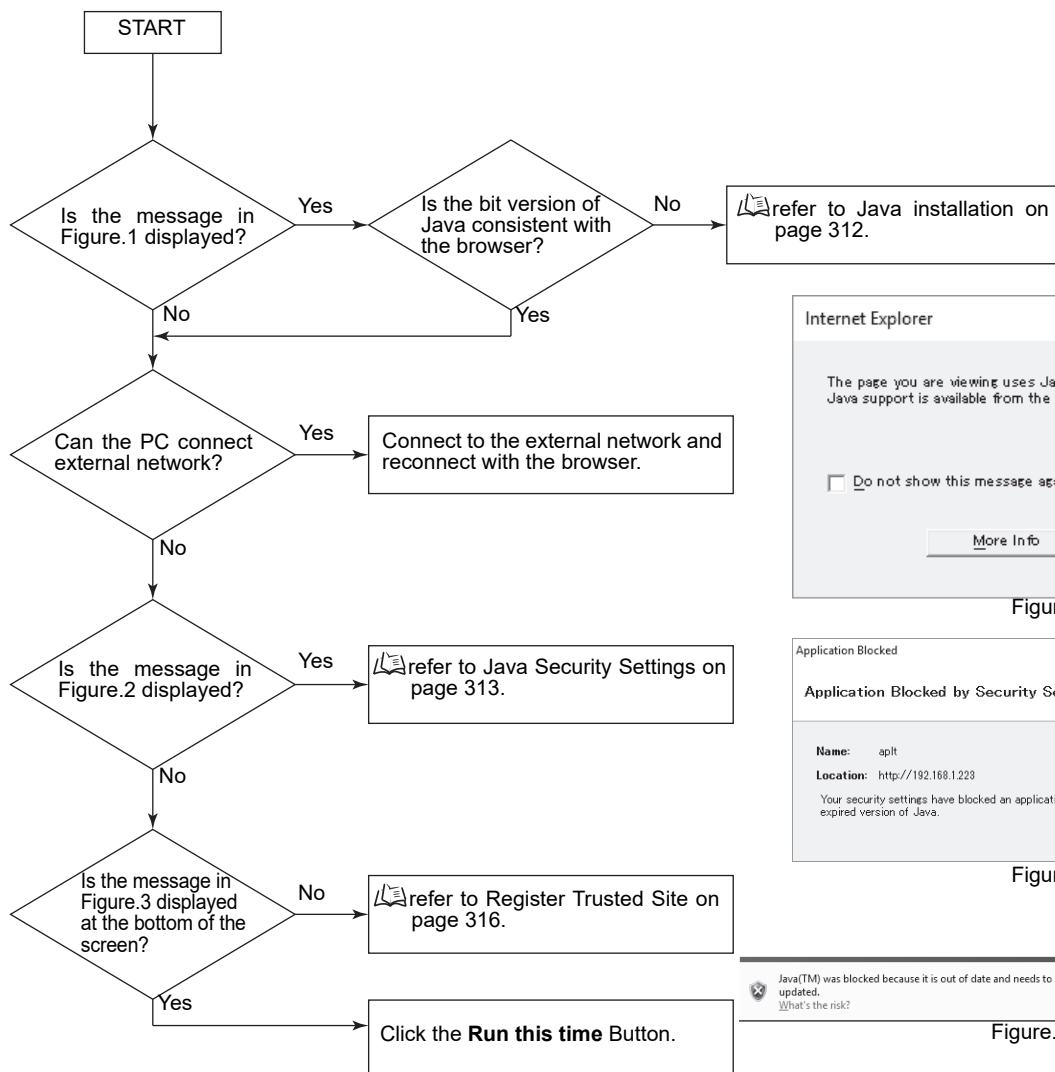 START
Is the message in
Figure.1 displayed?
Yes
Is the bit version of
Java consistent with
the browser?
No
refer to Java installation on
page 312.
No
Yes
Internet Explorer
The page you are viewing uses Ja
Java support is available from the
Do not show this message aga
More Info
Figu
Can the PC connect
external network?
Yes
Connect to the external network and
reconnect with the browser.
No
Is the message in
Figure.2 displayed?
Yes
refer to Java Security Settings on
page 313.
No
Application Blocked
Application Blocked by Security Se
Name: aplt
Location: http://192.168.1.223
Your security settings have blocked an applicati
expired version of Java.
Figu
Is the message in
Figure.3 displayed
at the bottom of the
screen?
No
refer to Register Trusted Site on
page 316.
Yes
Click the Run this time Button.
Java(TM) was blocked because it is out of date and needs to
updated.
What's the risk?
Figure.